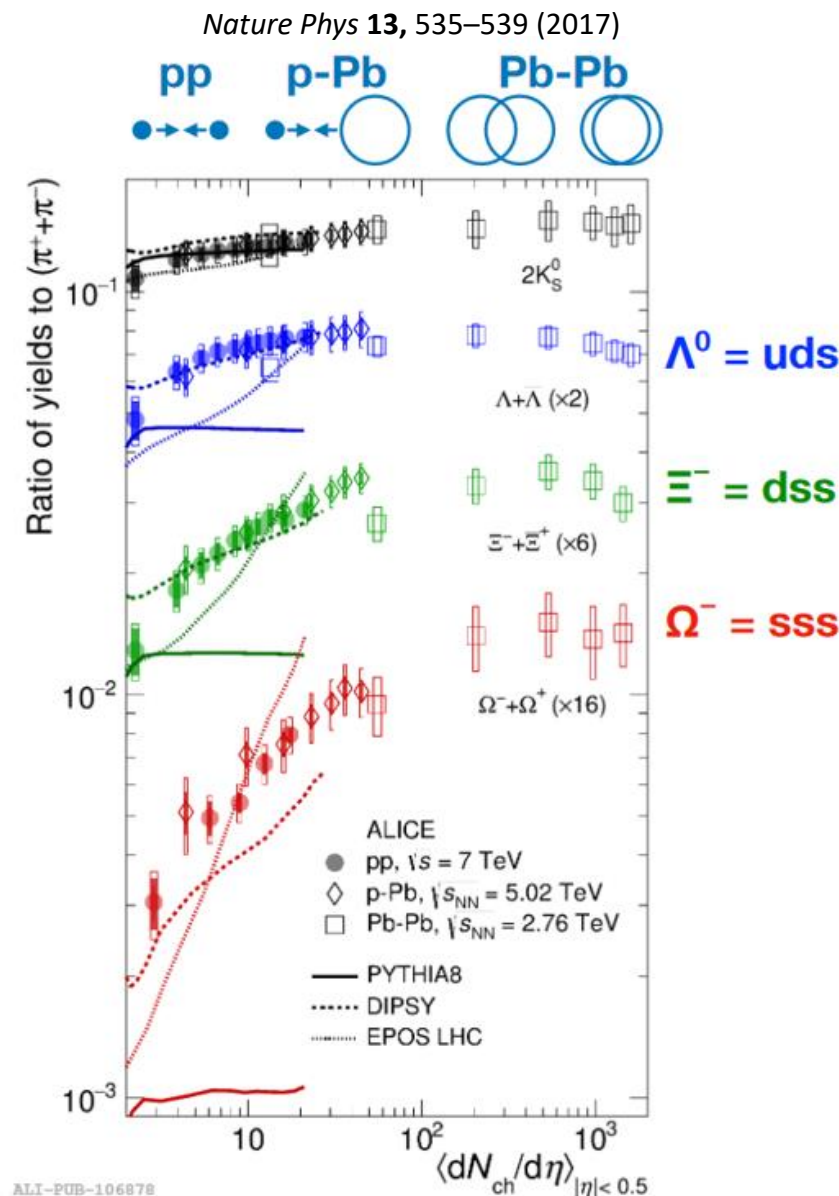 Nature Phys 13, 535–539 (2017)
pp p-Pb Pb-Pb
Ratio of yields to (π⁺+π⁻)
10⁻¹
2K⁰S
Λ⁰ = uds
Λ+Λ̅ (×2)
Ξ⁻ = dss
Ξ⁻+Ξ̅⁺ (×6)
Ω⁻ = sss
10⁻²
Ω⁻+Ω̅⁺ (×16)
ALICE
pp, √s = 7 TeV
p-Pb, √sNN = 5.02 TeV
Pb-Pb, √sNN = 2.76 TeV
PYTHIA8
DIPSY
EPOS LHC
10⁻³
10 10² 10³
⟨dNch/dη⟩|η|< 0.5
ALI-PUB-106878